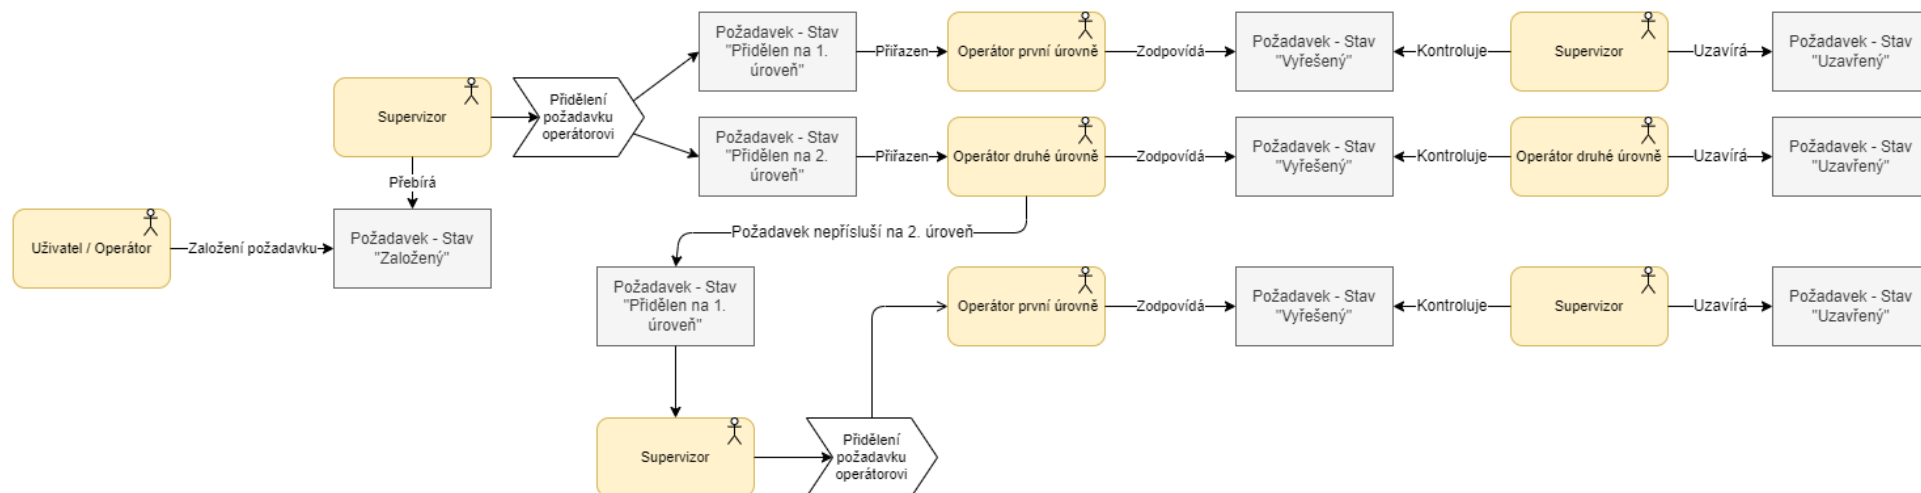 Požadavek - Stav
"Přidělen na 1.
úroveň"
Přiřazen
Operátor první úrovně
Zodpovídá
Požadavek - Stav
"Vyřešený"
Kontroluje
Supervizor
Uzavírá
Požadavek - Stav
"Uzavřený"
Supervizor
Přidělení
požadavku
operátorovi
Požadavek - Stav
"Přidělen na 2.
úroveň"
Přiřazen
Operátor druhé úrovně
Zodpovídá
Požadavek - Stav
"Vyřešený"
Kontroluje
Operátor druhé úrovně
Uzavírá
Požadavek - Stav
"Uzavřený"
Přebírá
Uživatel / Operátor
Založení požadavku
Požadavek - Stav
"Založený"
Požadavek nepřísluší na 2. úroveň
Požadavek - Stav
"Přidělen na 1.
úroveň"
Operátor první úrovně
Zodpovídá
Požadavek - Stav
"Vyřešený"
Kontroluje
Supervizor
Uzavírá
Požadavek - Stav
"Uzavřený"
Supervizor
Přidělení
požadavku
operátorovi